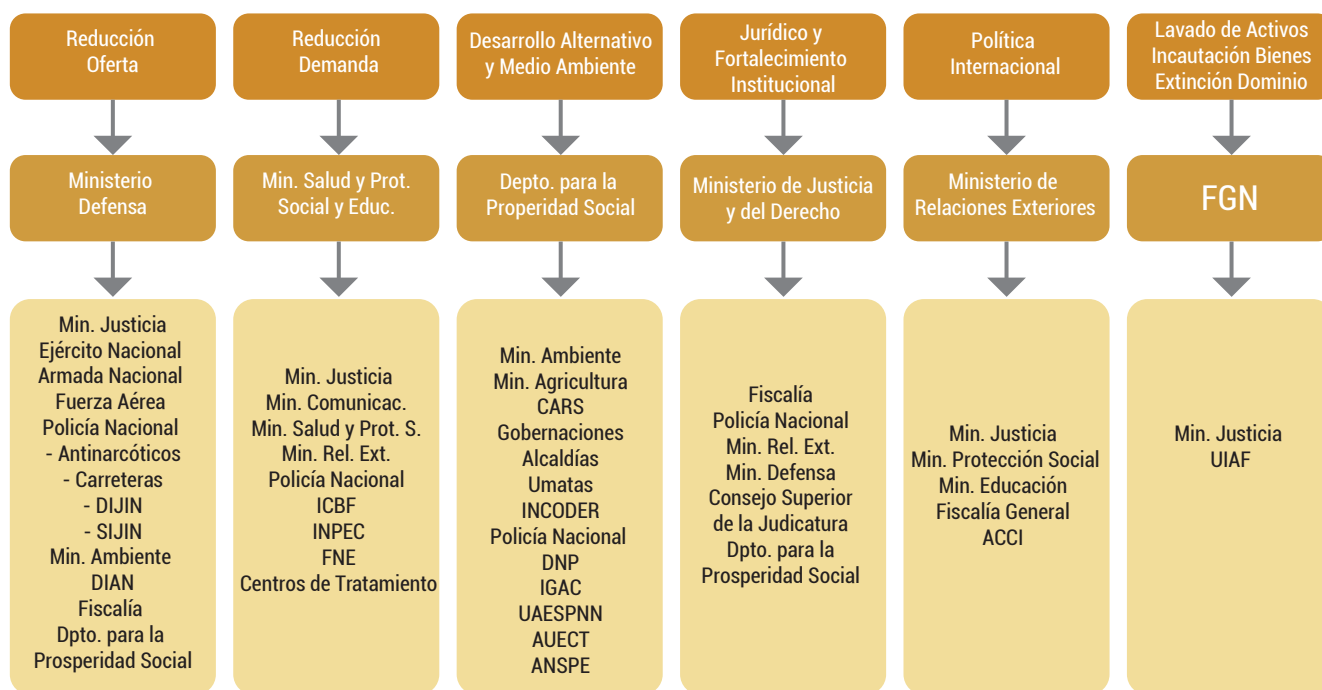 Reducción
Oferta
Reducción
Demanda
Desarrollo Alternativo
y Medio Ambiente
Jurídico y
Fortalecimiento
Institucional
Política
Internacional
Lavado de Activos
Incautación Bienes
Extinción Dominio
Ministerio
Defensa
Min. Salud y Prot.
Social y Educ.
Depto. para la
Properidad Social
Ministerio de Justicia
y del Derecho
Ministerio de
Relaciones Exteriores
FGN
Min. Justicia
Ejército Nacional
Armada Nacional
Fuerza Aérea
Policía Nacional
- Antinarcóticos
- Carreteras
- DIJIN
- SIJIN
Min. Ambiente
DIAN
Fiscalía
Dpto. para la
Prosperidad Social
Min. Justicia
Min. Comunicac.
Min. Salud y Prot. S.
Min. Rel. Ext.
Policía Nacional
ICBF
INPEC
FNE
Centros de Tratamiento
Min. Ambiente
Min. Agricultura
CARS
Gobernaciones
Alcaldías
Umatas
INCODER
Policía Nacional
DNP
IGAC
UAESPNN
AUECT
ANSPE
Fiscalía
Policía Nacional
Min. Rel. Ext.
Min. Defensa
Consejo Superior
de la Judicatura
Dpto. para la
Prosperidad Social
Min. Justicia
Min. Protección Social
Min. Educación
Fiscalía General
ACCI
Min. Justicia
UIAF